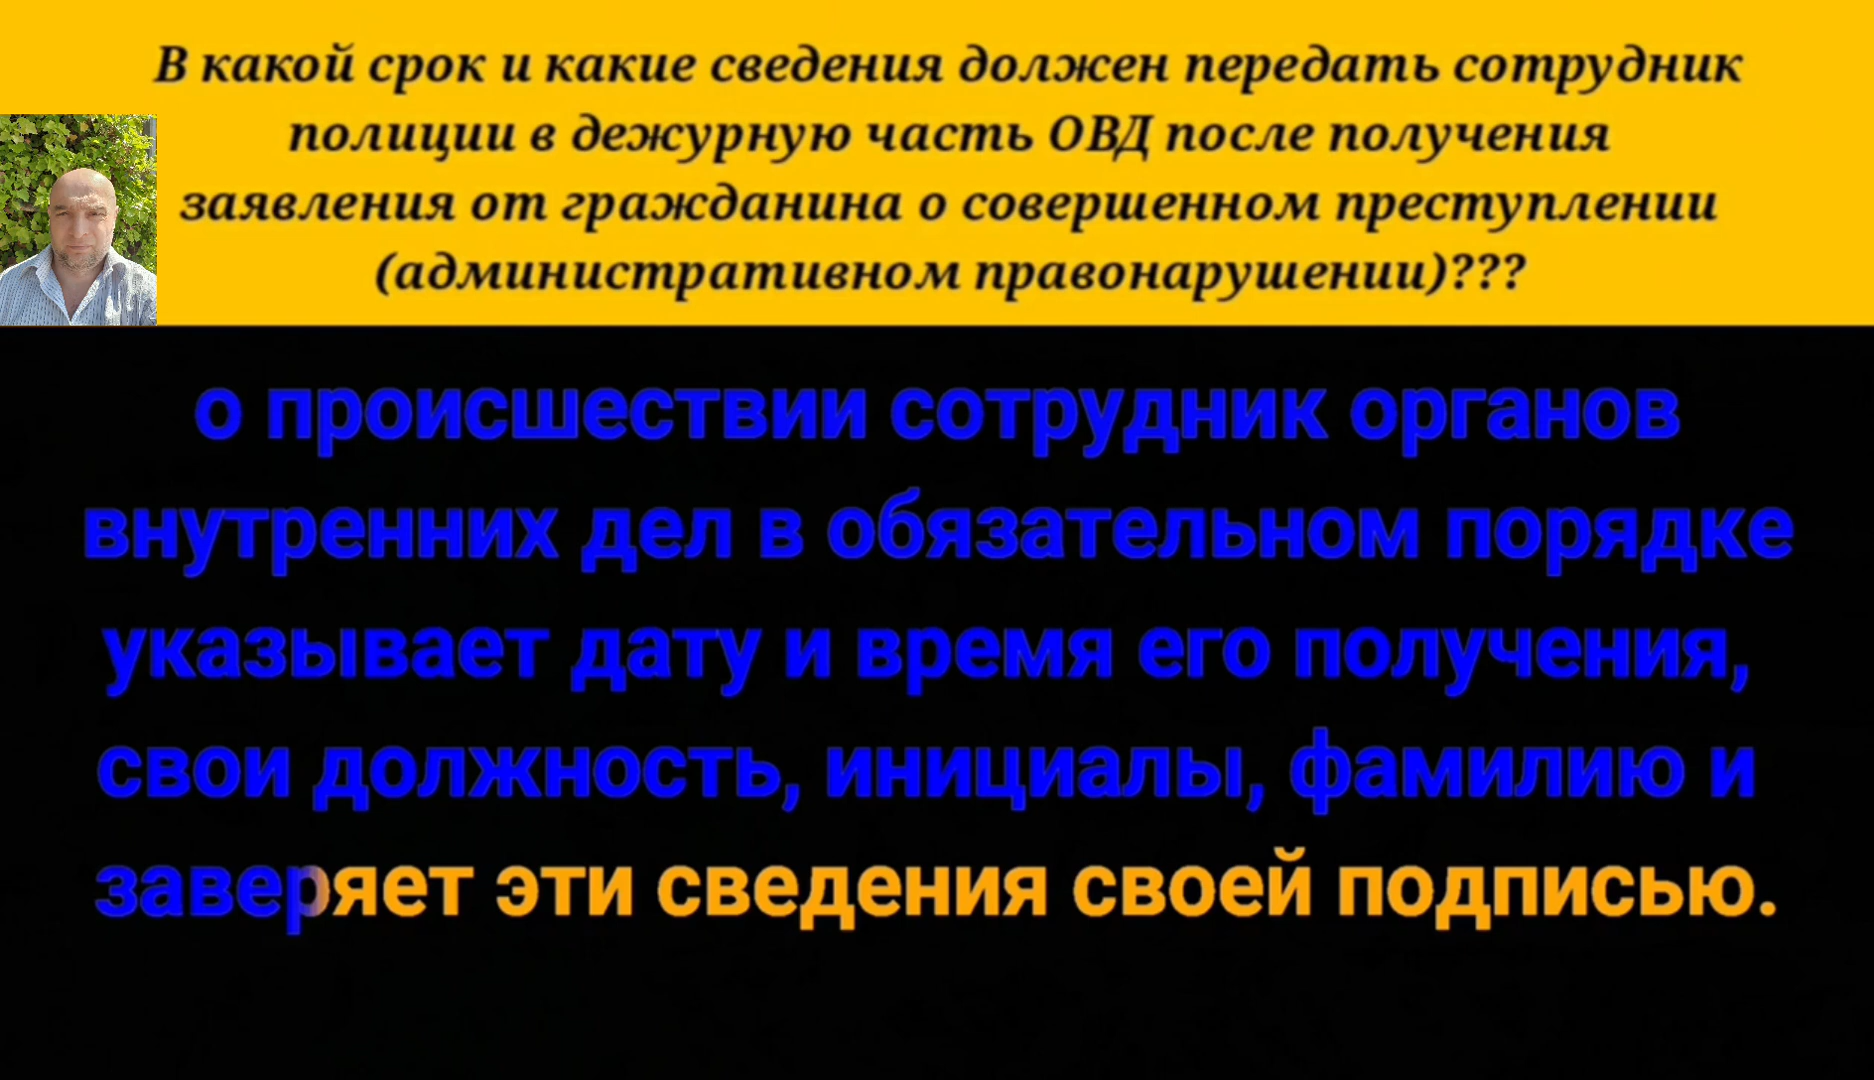 В какой срок и какие сведения должен передать сотрудник
полиции в дежурную часть ОВД после получения
заявления от гражданина о совершенном преступлении
(административном правонарушении)???
о происшествии сотрудник органов
внутренних дел в обязательном порядке
указывает дату и время его получения,
свои должность, инициалы, фамилию и
заверяет эти сведения своей подписью.